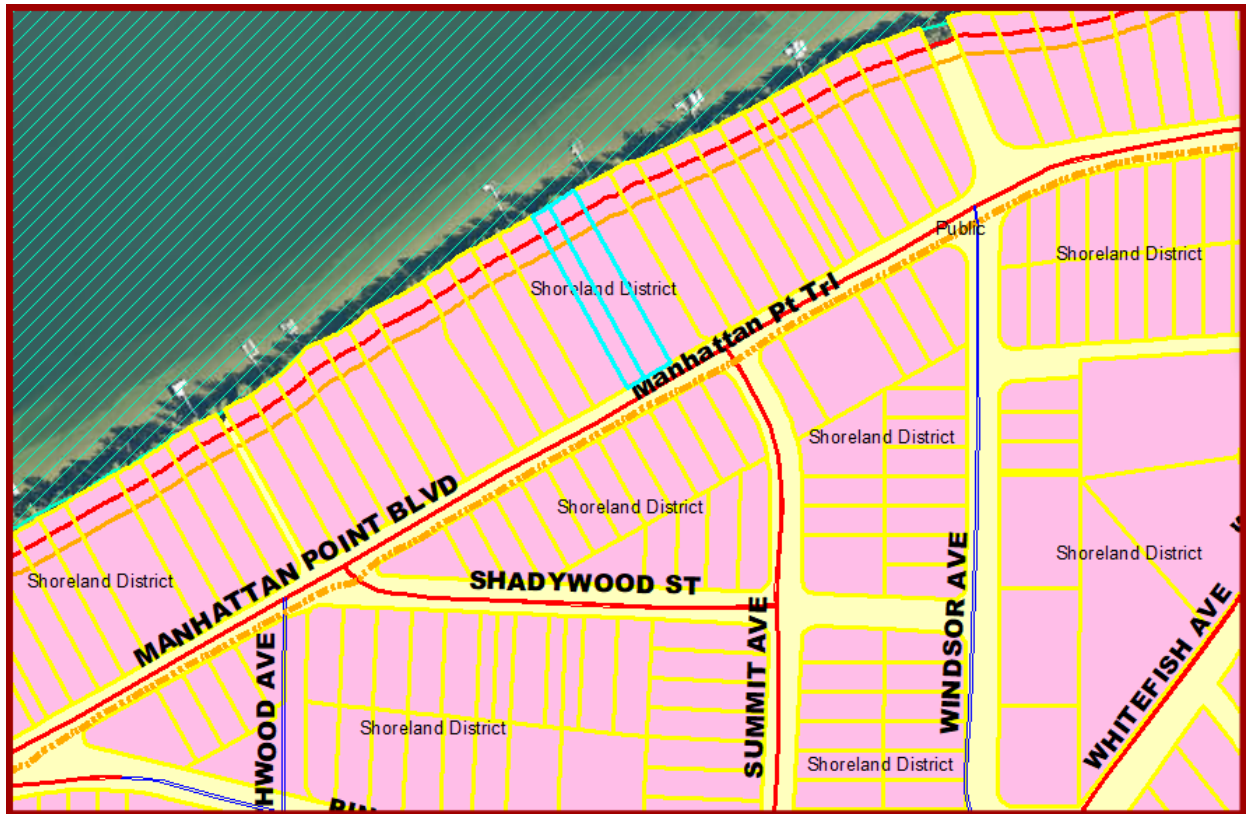 Public
Shoreland District
Shoreland District
Manhattan Pt Trl
Shoreland District
Shoreland District
MANHATTAN POINT BLVD
Shoreland District
Shoreland District
SHADYWOOD ST
WINDSOR AVE
SUMMIT AVE
WHITEFISH AVE
HWOOD AVE
Shoreland District
Shoreland District